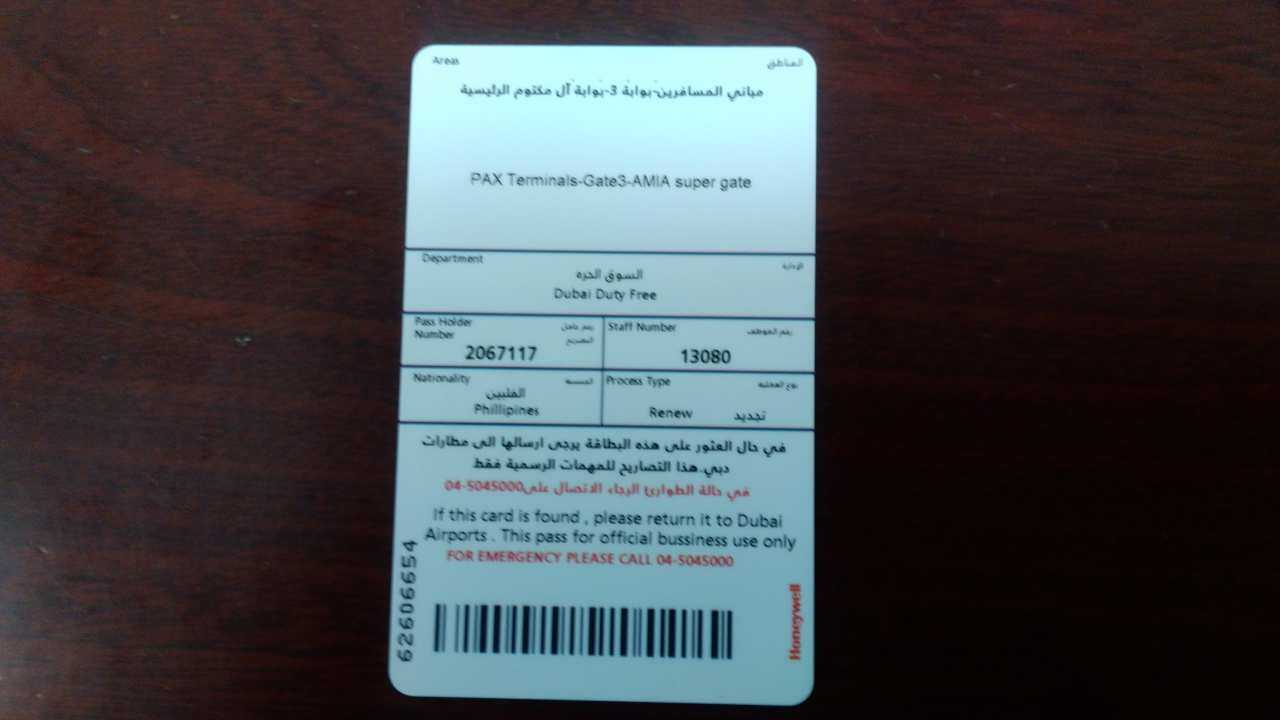 Areas المناطق
مباني المسافرين-بوابة 3-بوابة آل مكتوم الرئيسية
PAX Terminals-Gate3-AMIA super gate
Department الإدارة
السوق الحره
Dubai Duty Free
Pass Holder رقم حامل
Number التصريح
2067117
Staff Number رقم الموظف
13080
Nationality الجنسية
الفلبين
Phillipines
Process Type نوع العملية
Renew تجديد
في حال العثور على هذه البطاقة يرجى ارسالها الى مطارات
دبي.هذا التصاريح للمهمات الرسمية فقط
في حالة الطوارئ الرجاء الاتصال على04-5045000
If this card is found , please return it to Dubai
Airports . This pass for official bussiness use only
FOR EMERGENCY PLEASE CALL 04-5045000
62606654
Honeywell